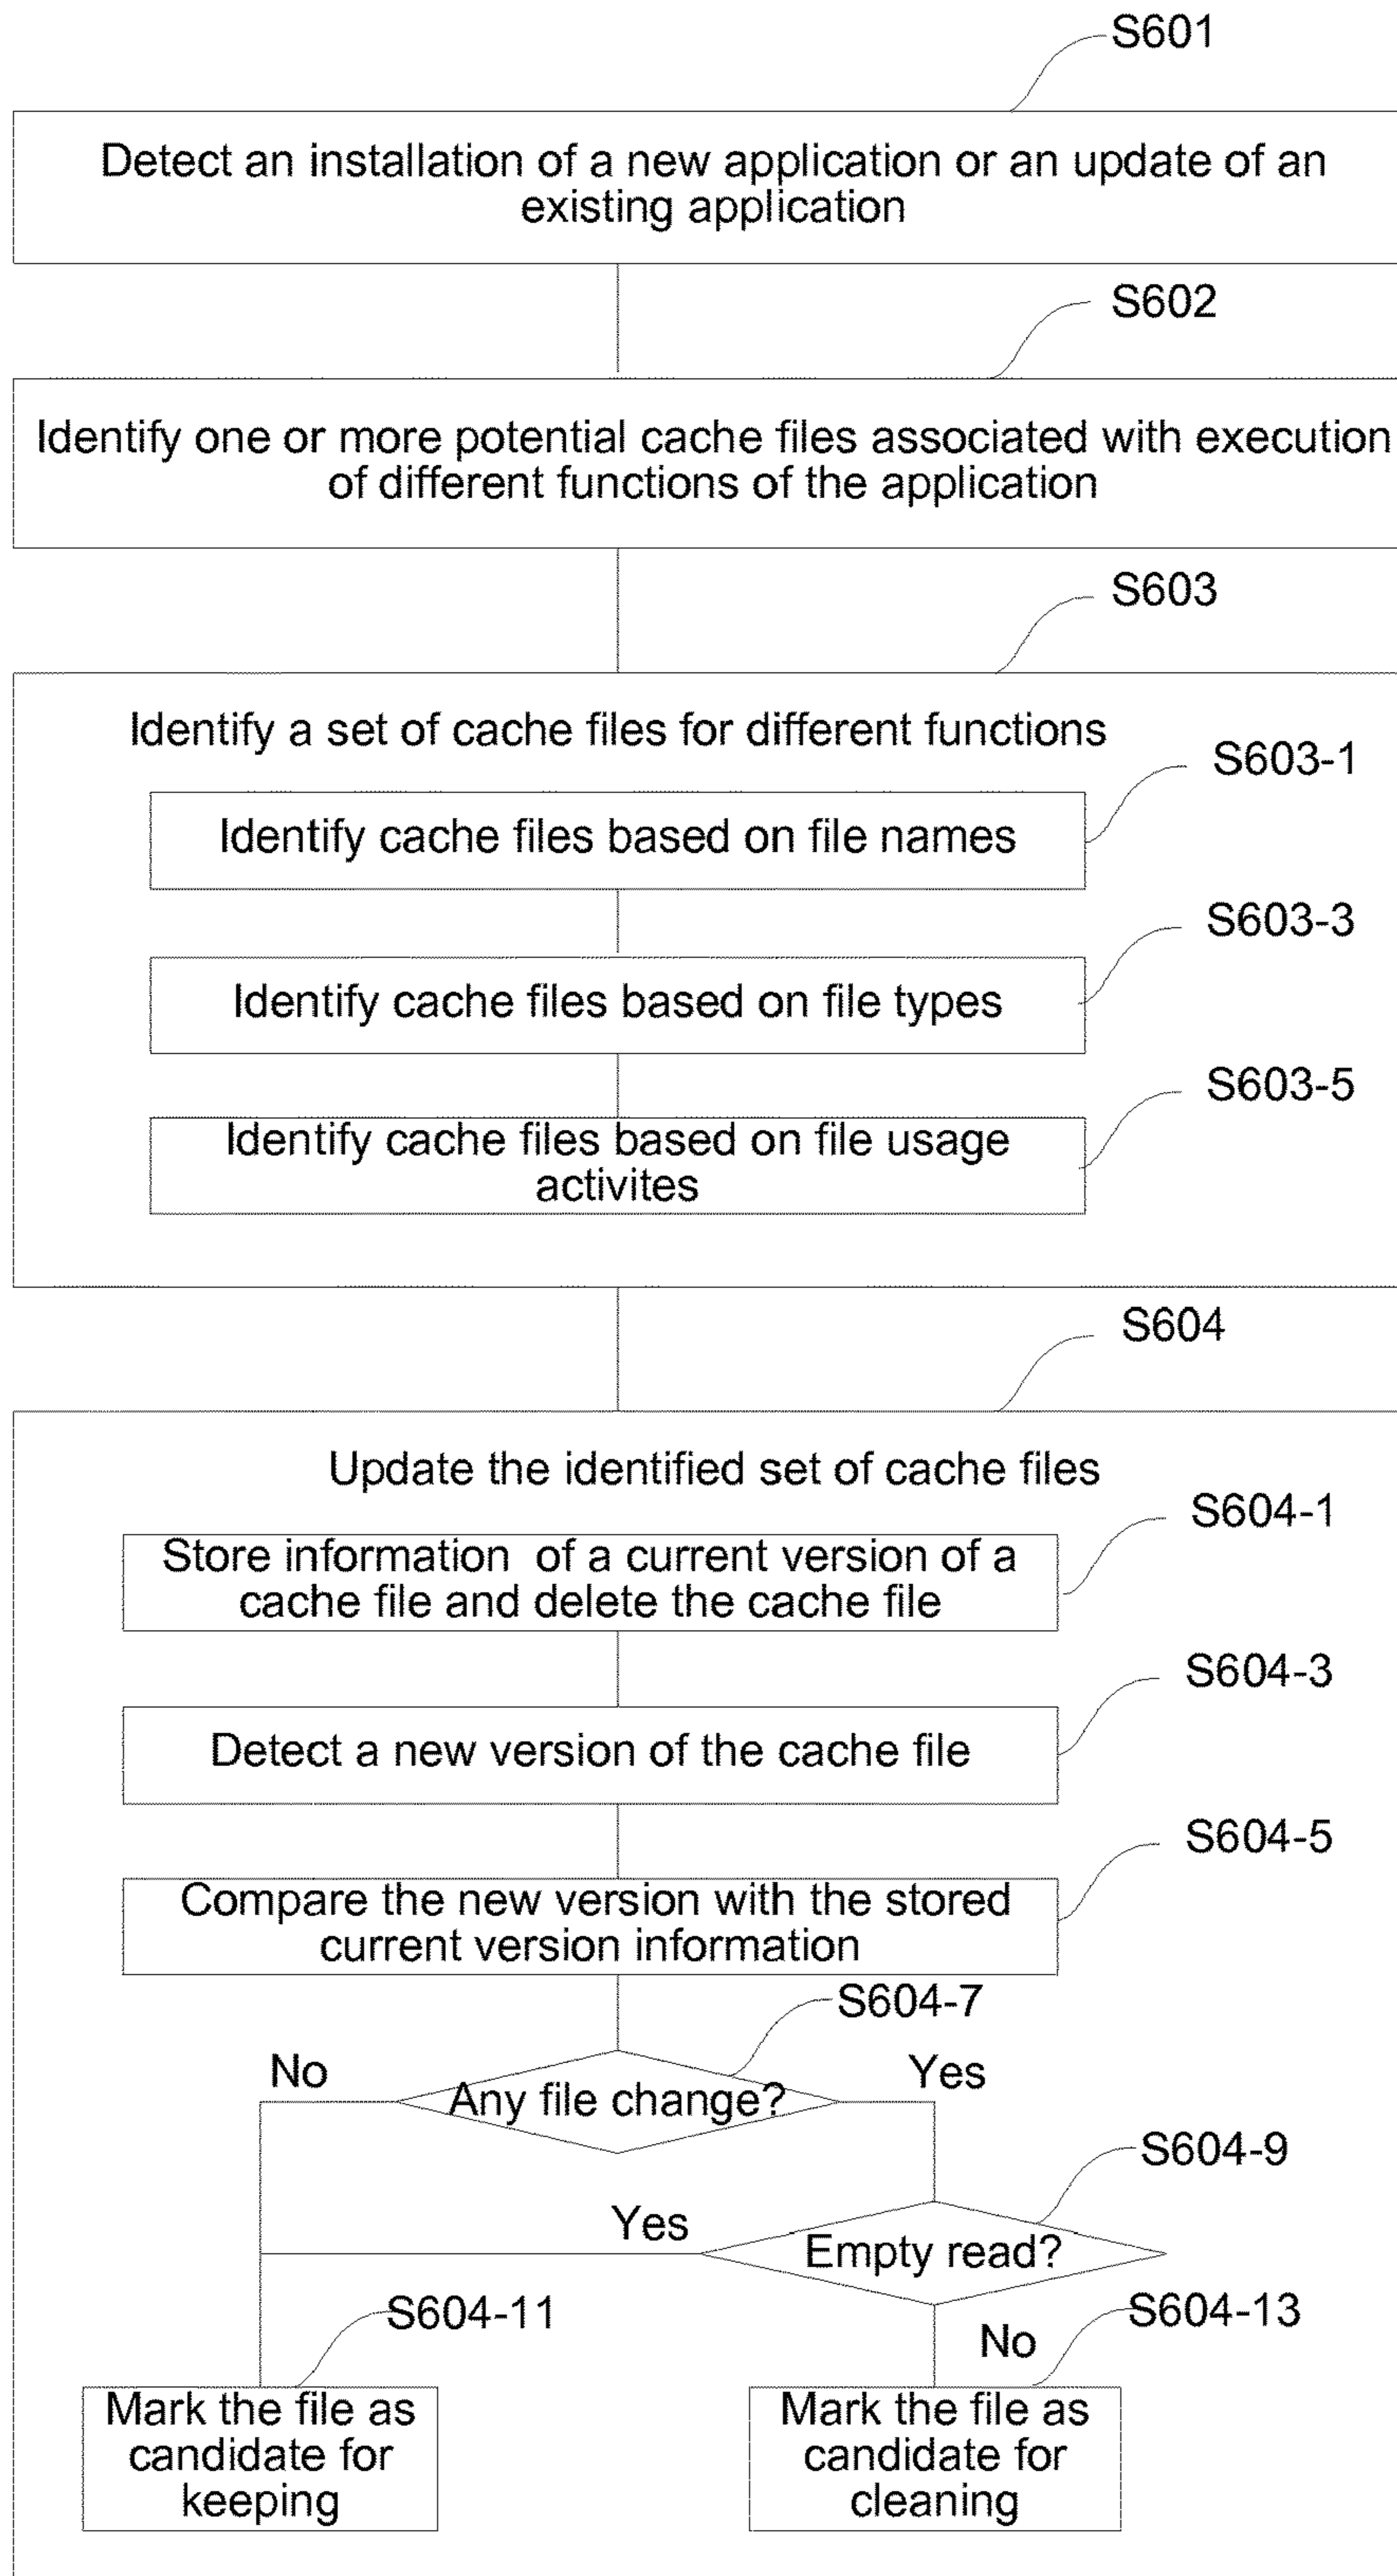 S601
Detect an installation of a new application or an update of an
existing application
S602
Identify one or more potential cache files associated with execution
of different functions of the application
S603
Identify a set of cache files for different functions
S603-1
Identify cache files based on file names
S603-3
Identify cache files based on file types
S603-5
Identify cache files based on file usage
activites
S604
Update the identified set of cache files
S604-1
Store information of a current version of a
cache file and delete the cache file
S604-3
Detect a new version of the cache file
S604-5
Compare the new version with the stored
current version information
S604-7
No
Any file change?
Yes
S604-9
Yes
Empty read?
S604-11
S604-13
No
Mark the file as
candidate for
keeping
Mark the file as
candidate for
cleaning